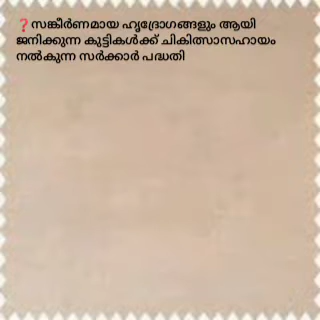 ❓സങ്കീർണമായ ഹൃദ്രോഗങ്ങളും ആയി
ജനിക്കുന്ന കുട്ടികൾക്ക് ചികിത്സാസഹായം
നൽകുന്ന സർക്കാർ പദ്ധതി